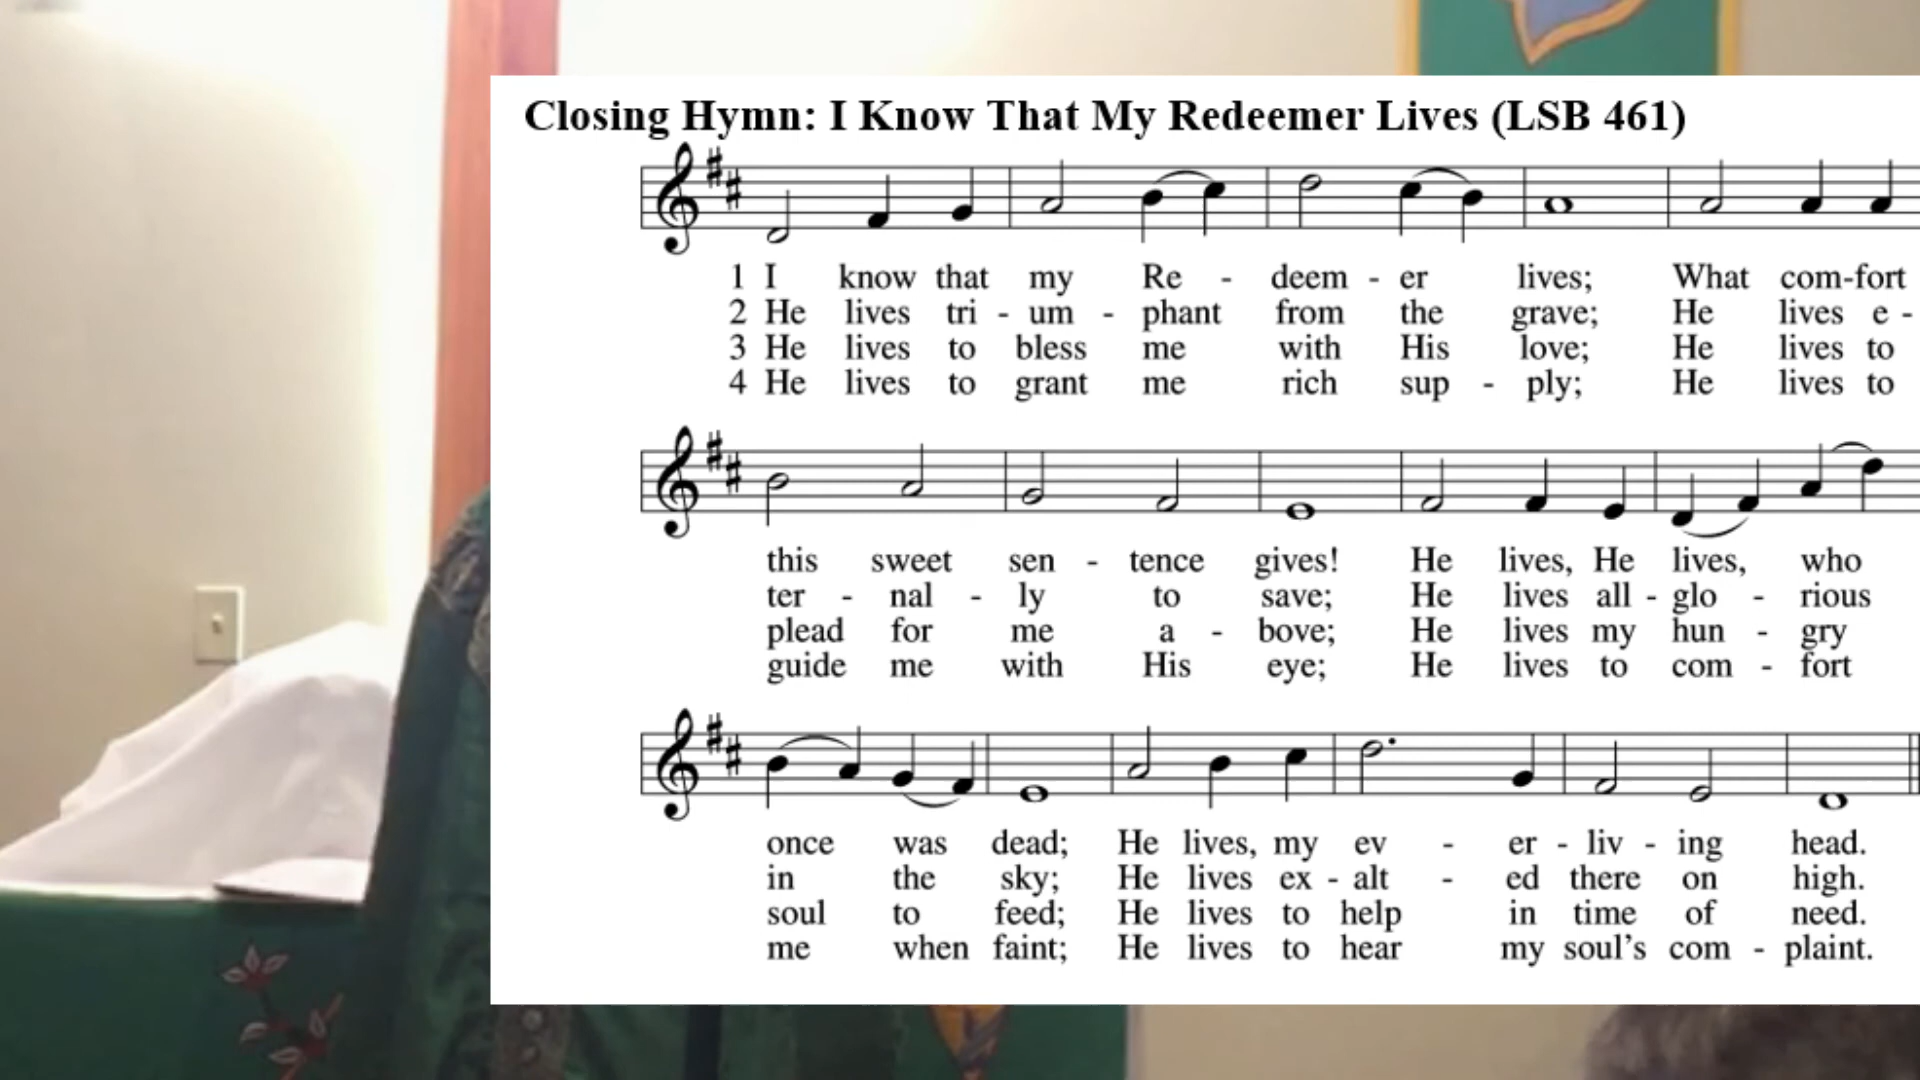 Closing Hymn: I Know That My Redeemer Lives (LSB 461)
1 I know that my Re - deem - er lives; What com-fort
2 He lives tri - um - phant from the grave; He lives e -
3 He lives to bless me with His love; He lives to
4 He lives to grant me rich sup - ply; He lives to
this sweet sen - tence gives! He lives, He lives, who
ter - nal - ly to save; He lives all - glo - rious
plead for me a - bove; He lives my hun - gry
guide me with His eye; He lives to com - fort
once was dead; He lives, my ev - er - liv - ing head.
in the sky; He lives ex - alt - ed there on high.
soul to feed; He lives to help in time of need.
me when faint; He lives to hear my soul's com - plaint.